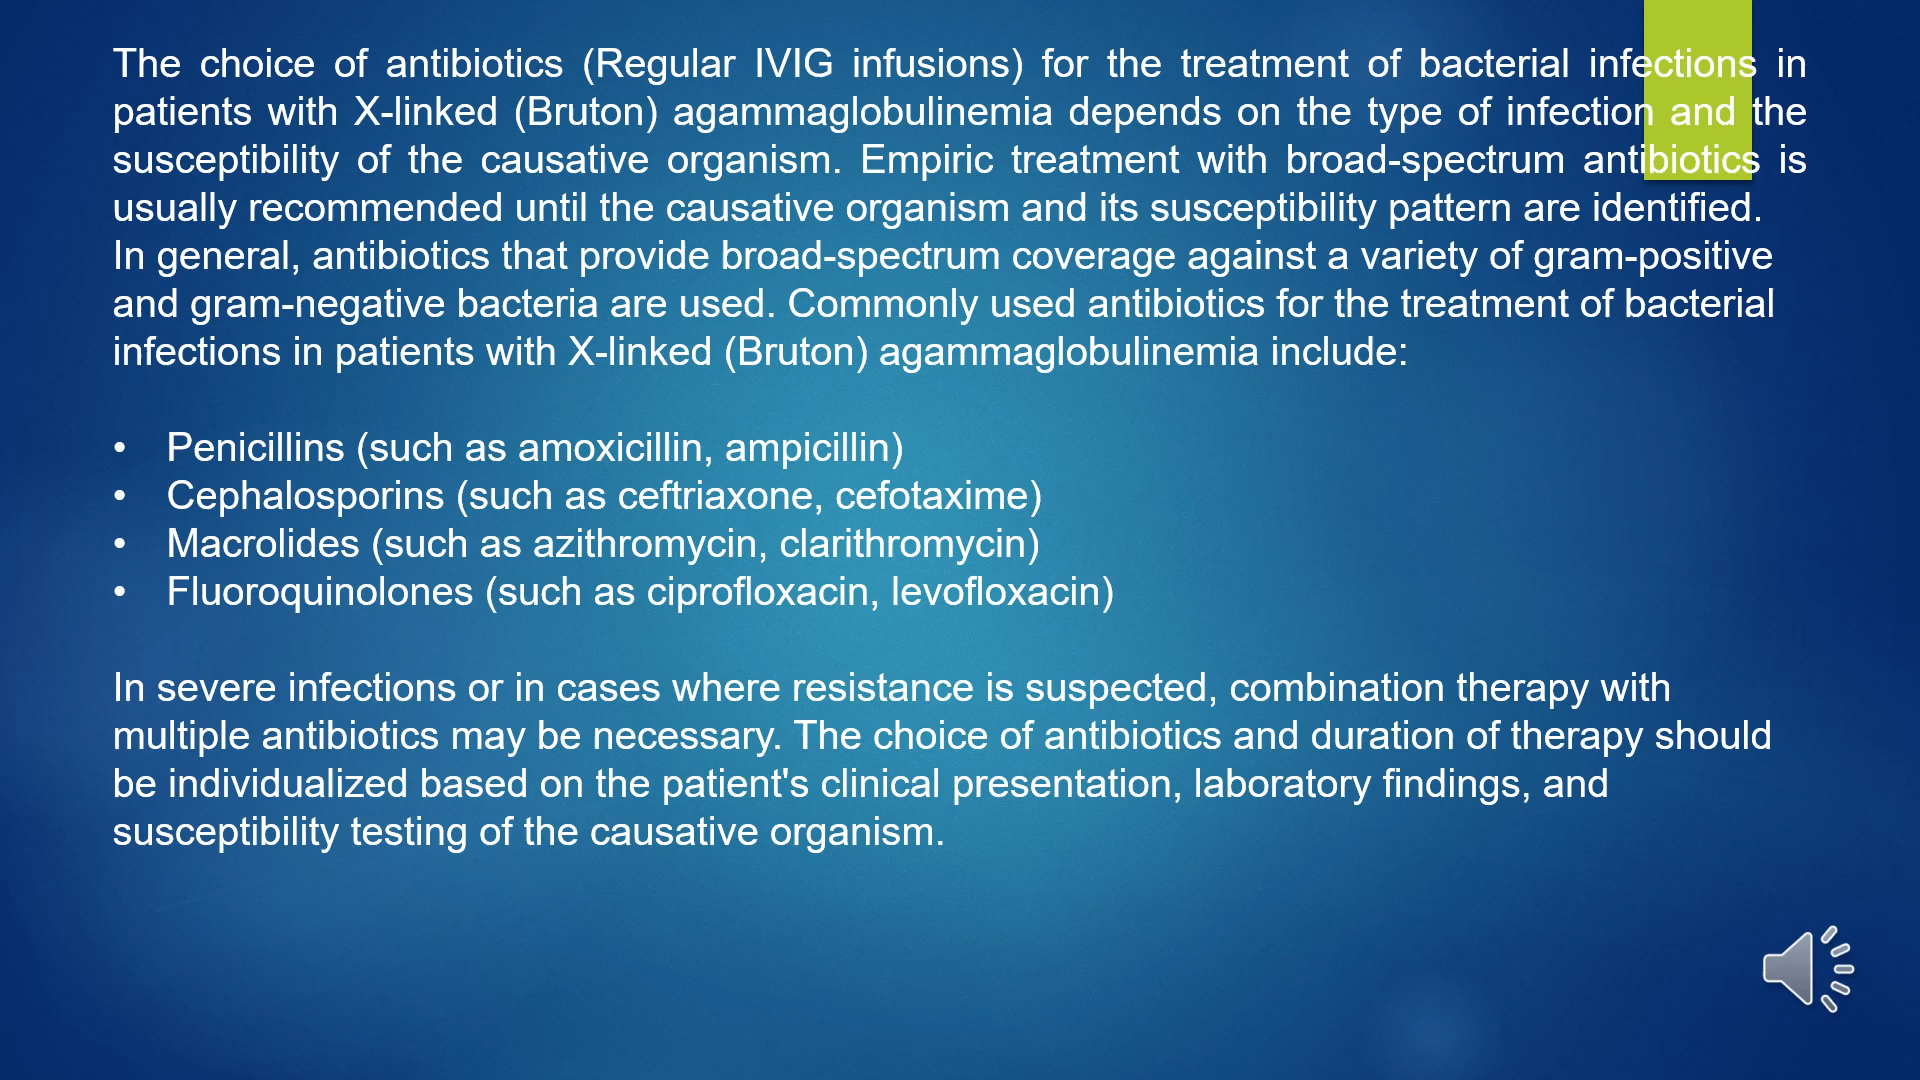 The choice of antibiotics (Regular IVIG infusions) for the treatment of bacterial infections in
patients with X-linked (Bruton) agammaglobulinemia depends on the type of infection and the
susceptibility of the causative organism. Empiric treatment with broad-spectrum antibiotics is
usually recommended until the causative organism and its susceptibility pattern are identified.
In general, antibiotics that provide broad-spectrum coverage against a variety of gram-positive
and gram-negative bacteria are used. Commonly used antibiotics for the treatment of bacterial
infections in patients with X-linked (Bruton) agammaglobulinemia include:
• Penicillins (such as amoxicillin, ampicillin)
• Cephalosporins (such as ceftriaxone, cefotaxime)
• Macrolides (such as azithromycin, clarithromycin)
• Fluoroquinolones (such as ciprofloxacin, levofloxacin)
In severe infections or in cases where resistance is suspected, combination therapy with
multiple antibiotics may be necessary. The choice of antibiotics and duration of therapy should
be individualized based on the patient's clinical presentation, laboratory findings, and
susceptibility testing of the causative organism.